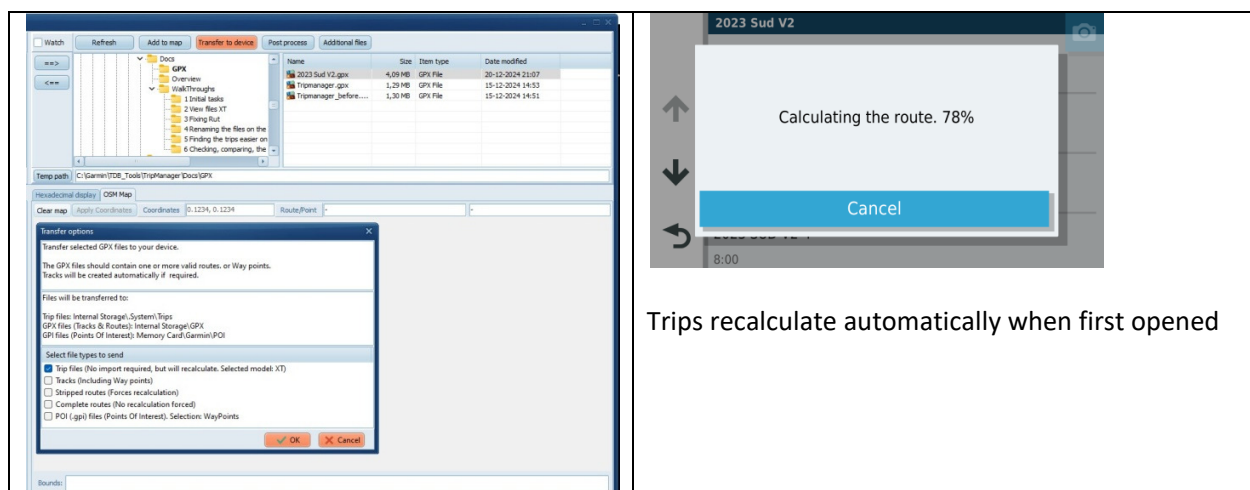 Watch Refresh Add to map Transfer to device Post process Additional files
==>
<==
Docs
GPX
Overview
WalkThroughs
1 Initial tasks
2 View files XT
3 Fixing Rut
4 Renaming the files on the
5 Finding the trips easier on
6 Checking, comparing, the
Name Size Item type Date modified
2023 Sud V2.gpx 4,09 MB GPX File 20-12-2024 21:07
Tripmanager.gpx 1,29 MB GPX File 15-12-2024 14:53
Tripmanager_before.... 1,30 MB GPX File 15-12-2024 14:51
Temp path C:\Garmin\TDB_Tools\TripManager\Docs\GPX
Hexadecimal display OSM Map
Clear map Apply Coordinates Coordinates 0.1234, 0.1234 Route/Point - -
Transfer options
Transfer selected GPX files to your device.
The GPX files should contain one or more valid routes. or Way points.
Tracks will be created automatically if required.
Files will be transferred to:
Trip files: Internal Storage\.System\Trips
GPX files (Tracks & Routes): Internal Storage\GPX
GPI files (Points Of Interest): Memory Card\Garmin\POI
Select file types to send
Trip files (No import required, but will recalculate. Selected model: XT)
Tracks (Including Way points)
Stripped routes (Forces recalculation)
Complete routes (No recalculation forced)
POI (.gpi) files (Points Of Interest). Selection: WayPoints
OK Cancel
Bounds:
2023 Sud V2
Calculating the route. 78%
Cancel
8:00
Trips recalculate automatically when first opened